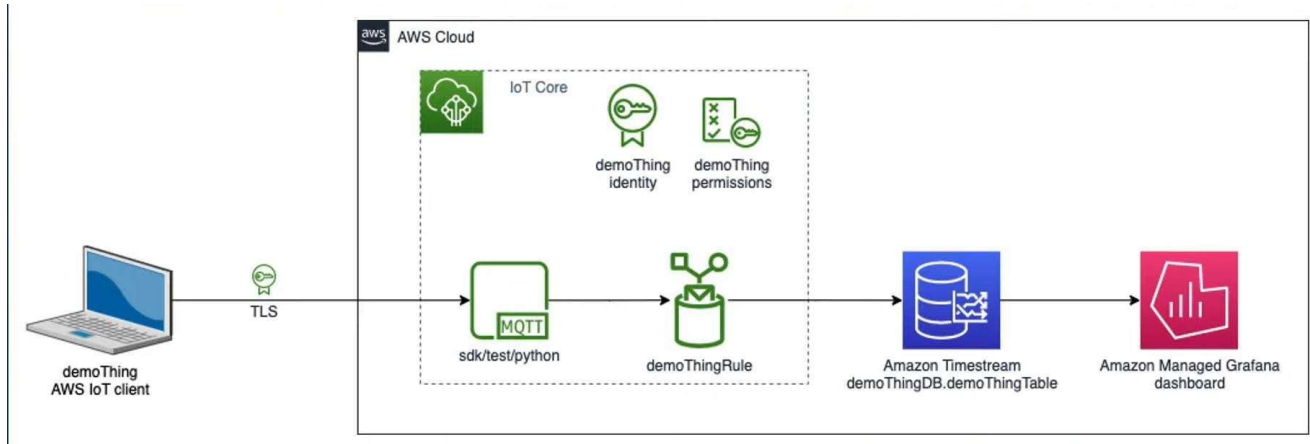 aws
AWS Cloud
IoT Core
demoThing
identity
demoThing
permissions
TLS
MQTT
sdk/test/python
demoThingRule
demoThing
AWS IoT client
Amazon Timestream
demoThingDB.demoThingTable
Amazon Managed Grafana
dashboard